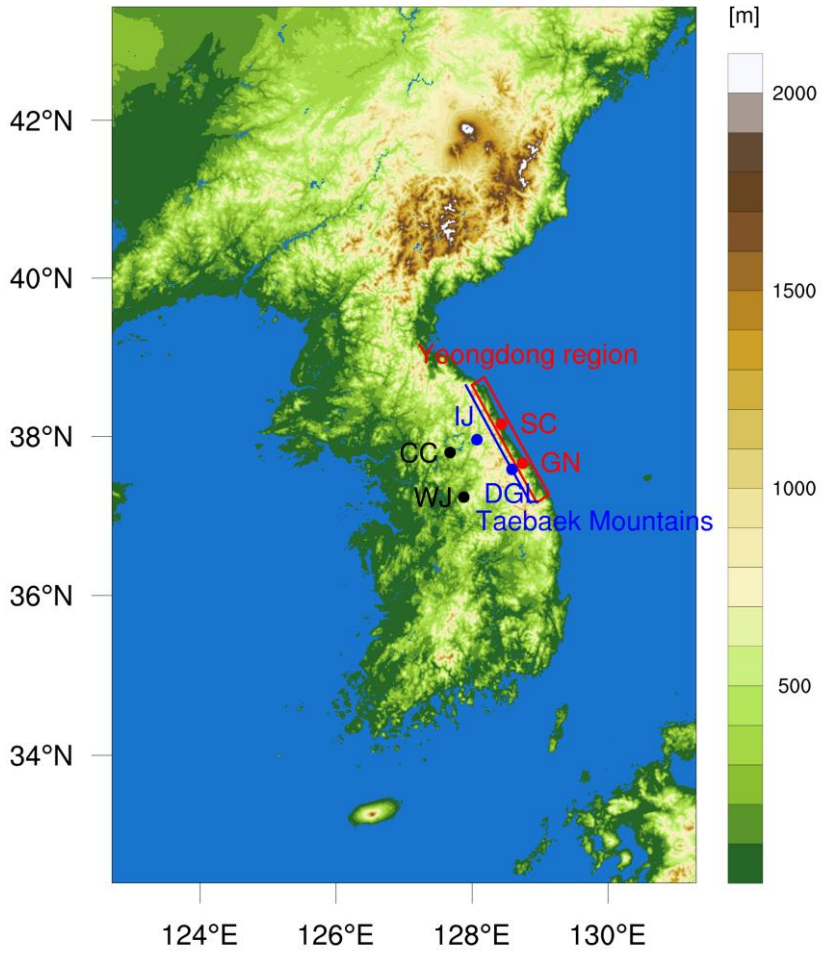 [m]
2000
42°N
1500
40°N
Yeongdong region
IJ
SC
38°N
CC
GN
1000
WJ
DGL
Taebaek Mountains
36°N
500
34°N
124°E 126°E 128°E 130°E